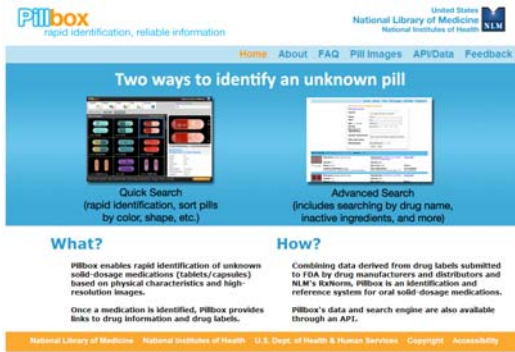 Pillbox
rapid identification, reliable information
United States
National Library of Medicine
National Institutes of Health
NLM
Home About FAQ Pill Images API/Data Feedback
Two ways to identify an unknown pill
Quick Search
(rapid identification, sort pills
by color, shape, etc.)
Advanced Search
(includes searching by drug name,
inactive ingredients, and more)
What?
Pillbox enables rapid identification of unknown
solid-dosage medications (tablets/capsules)
based on physical characteristics and high-
resolution images.
Once a medication is identified, Pillbox provides
links to drug information and drug labels.
How?
Combining data derived from drug labels submitted
to FDA by drug manufacturers and distributors and
NLM's RxNorm, Pillbox is an identification and
reference system for oral solid-dosage medications.
Pillbox's data and search engine are also available
through an API.
National Library of Medicine National Institutes of Health U.S. Dept. of Health & Human Services Copyright Accessibility